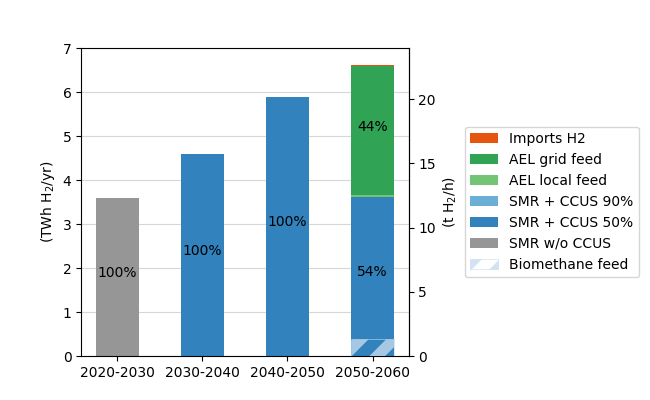 7
6
5
4
3
2
1
0
(TWh H₂/yr)
100%
100%
100%
44%
54%
2020-2030
2030-2040
2040-2050
2050-2060
20
15
10
5
0
(t H₂/h)
Imports H2
AEL grid feed
AEL local feed
SMR + CCUS 90%
SMR + CCUS 50%
SMR w/o CCUS
Biomethane feed